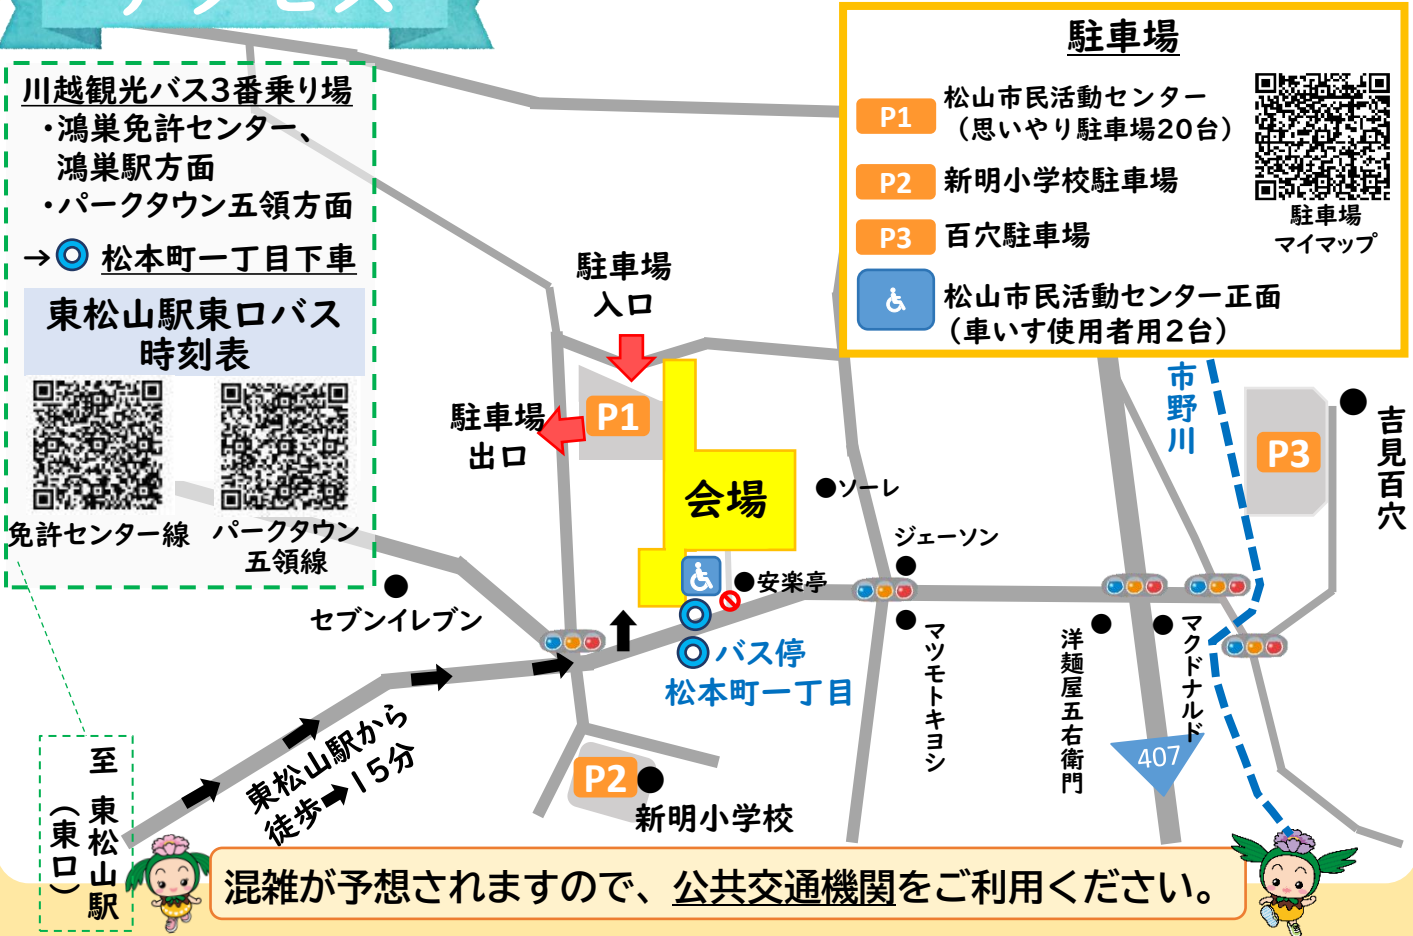 アクセス
川越観光バス3番乗り場
・鴻巣免許センター、
鴻巣駅方面
・パークタウン五領方面
→ 松本町一丁目下車
東松山駅東口バス
時刻表
免許センター線
パークタウン
五領線
駐車場
P1 松山市民活動センター
（思いやり駐車場20台）
P2 新明小学校駐車場
P3 百穴駐車場
松山市民活動センター正面
（車いす使用者用2台）
駐車場
マイマップ
駐車場
入口
駐車場
出口
P1
会場
ソーレ
ジェーソン
安楽亭
セブンイレブン
バス停
松本町一丁目
マツモトキヨシ
洋麺屋五右衛門
マクドナルド
市野川
P3
吉見百穴
407
P2
新明小学校
東松山駅から
徒歩➡15分
至 東松山駅
（東口）
混雑が予想されますので、公共交通機関をご利用ください。